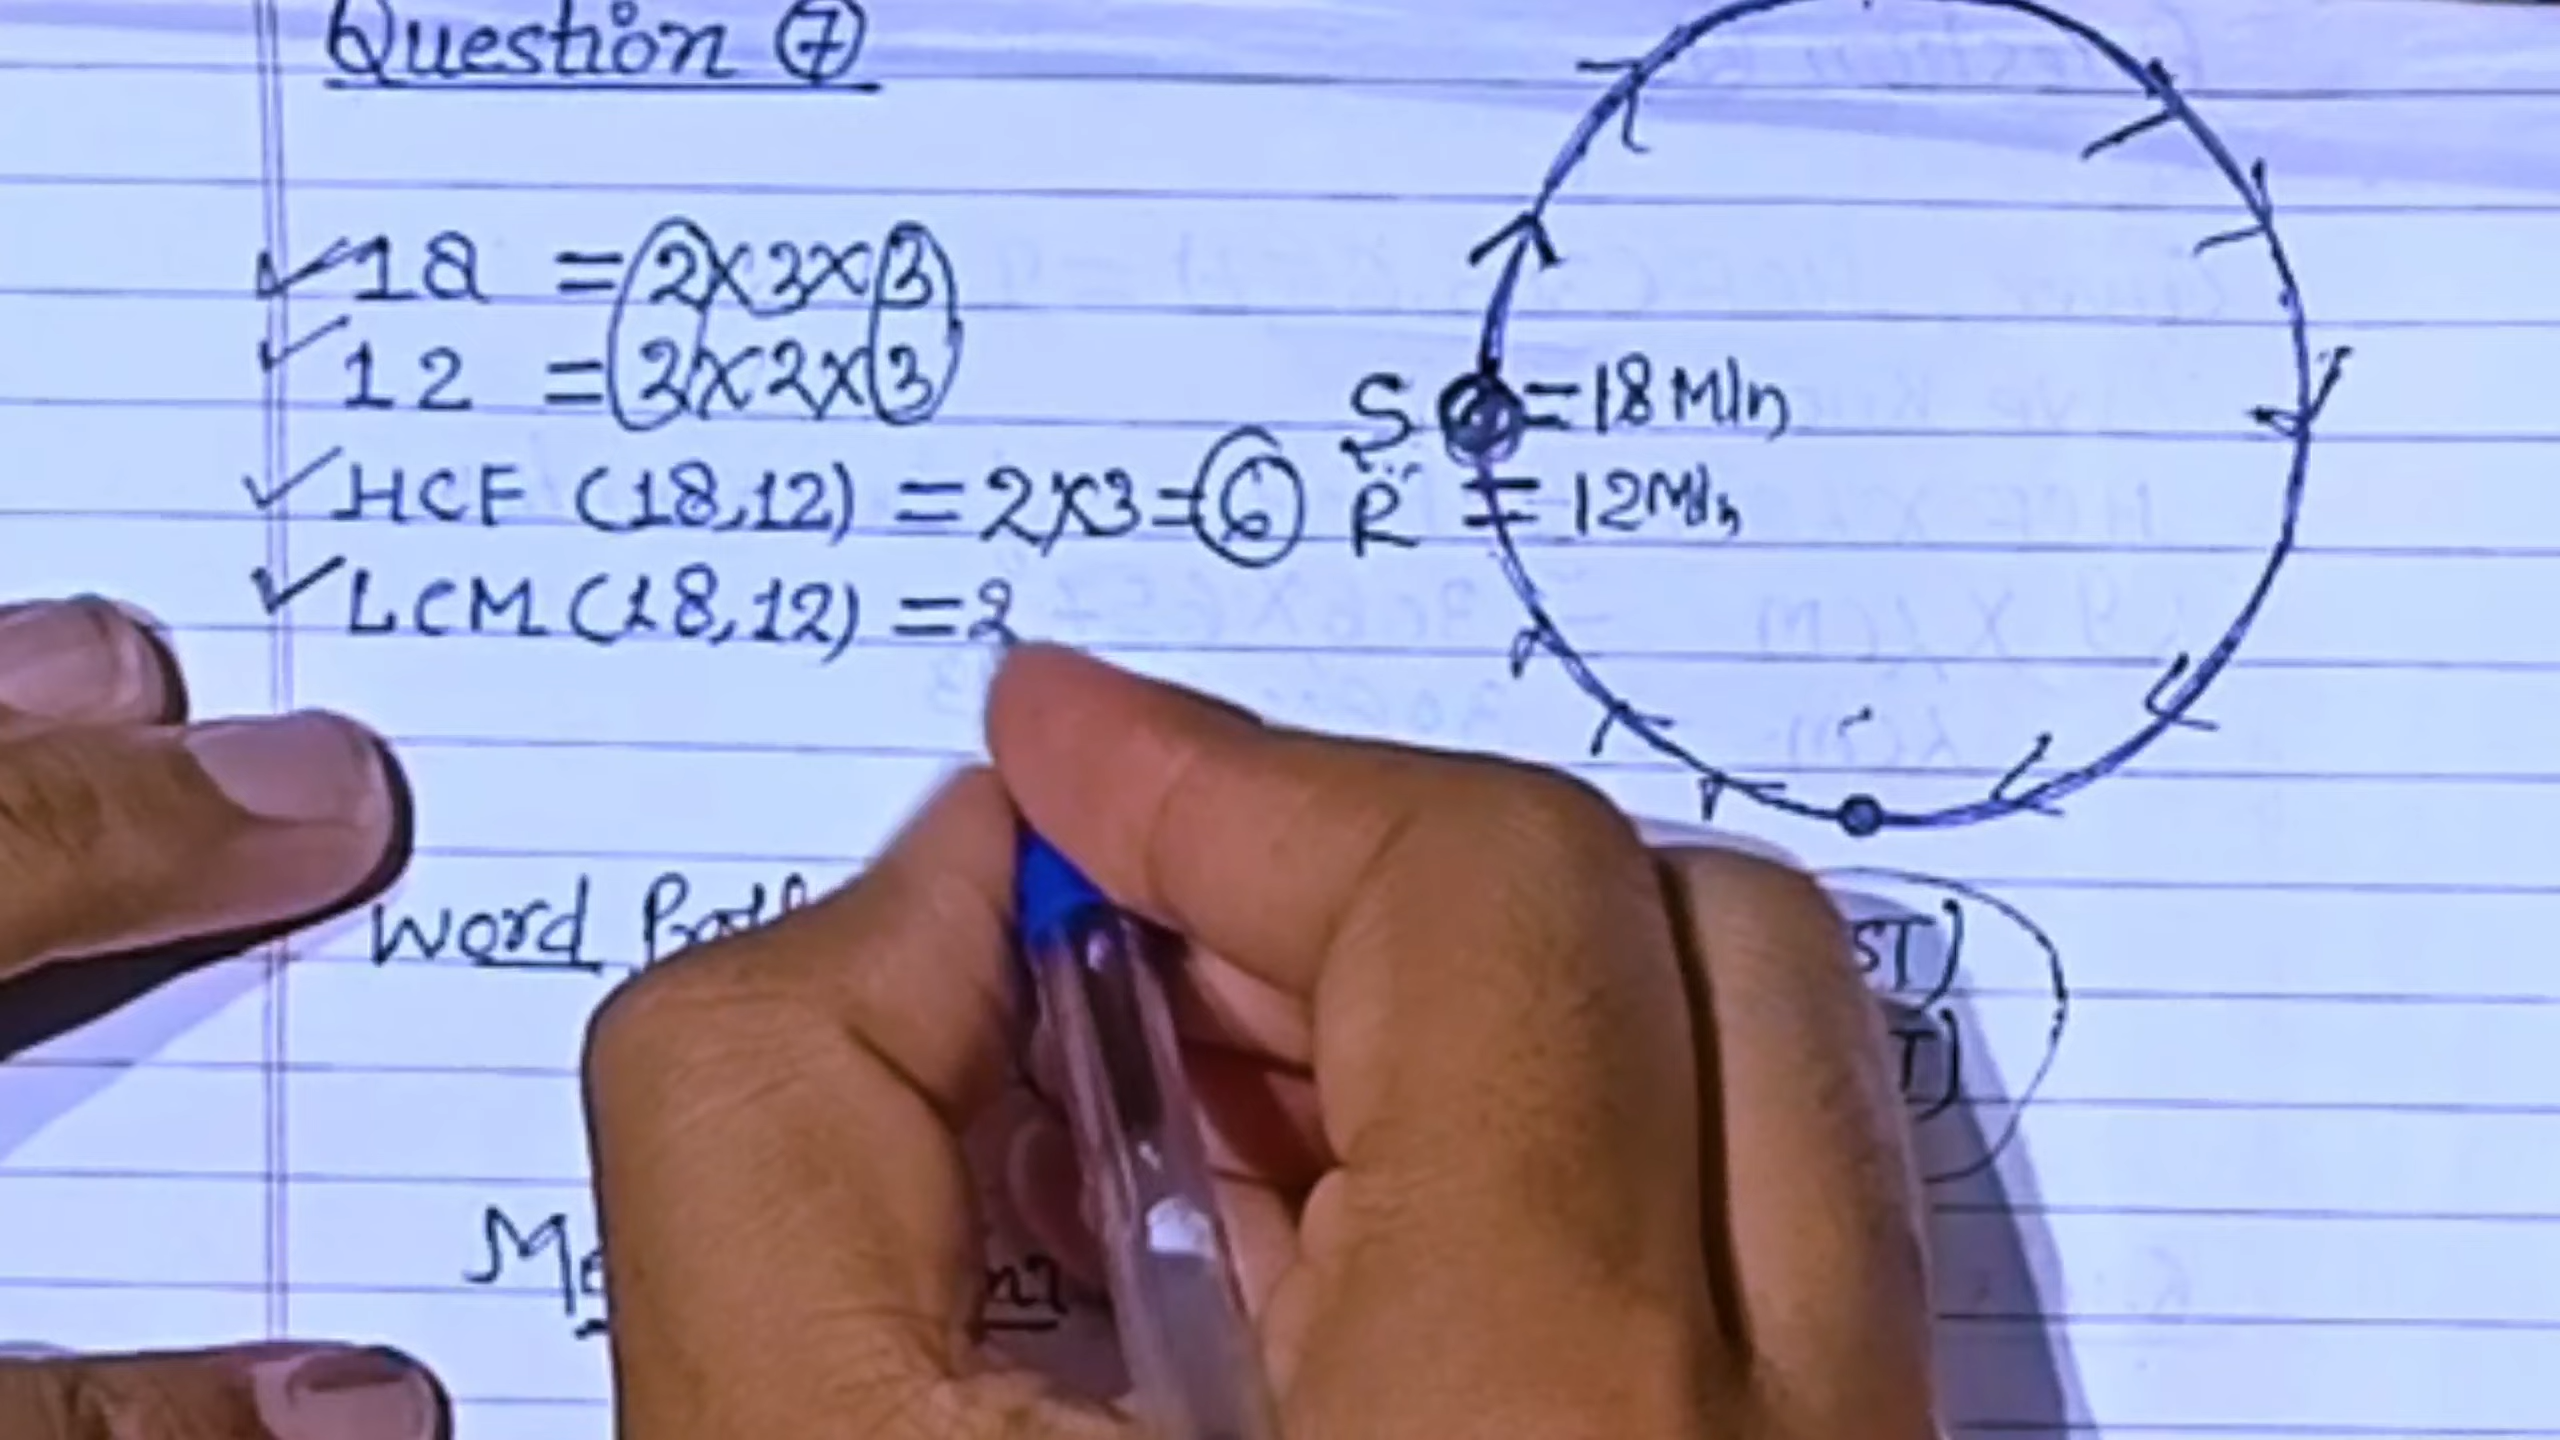 Question 7
18 = 2x3x3
12 = 2x2x3
HCF (18,12) = 2x3 = 6
LCM (18,12) = 2
S = 18 Min
R = 12 Min
Word
ST)
T)